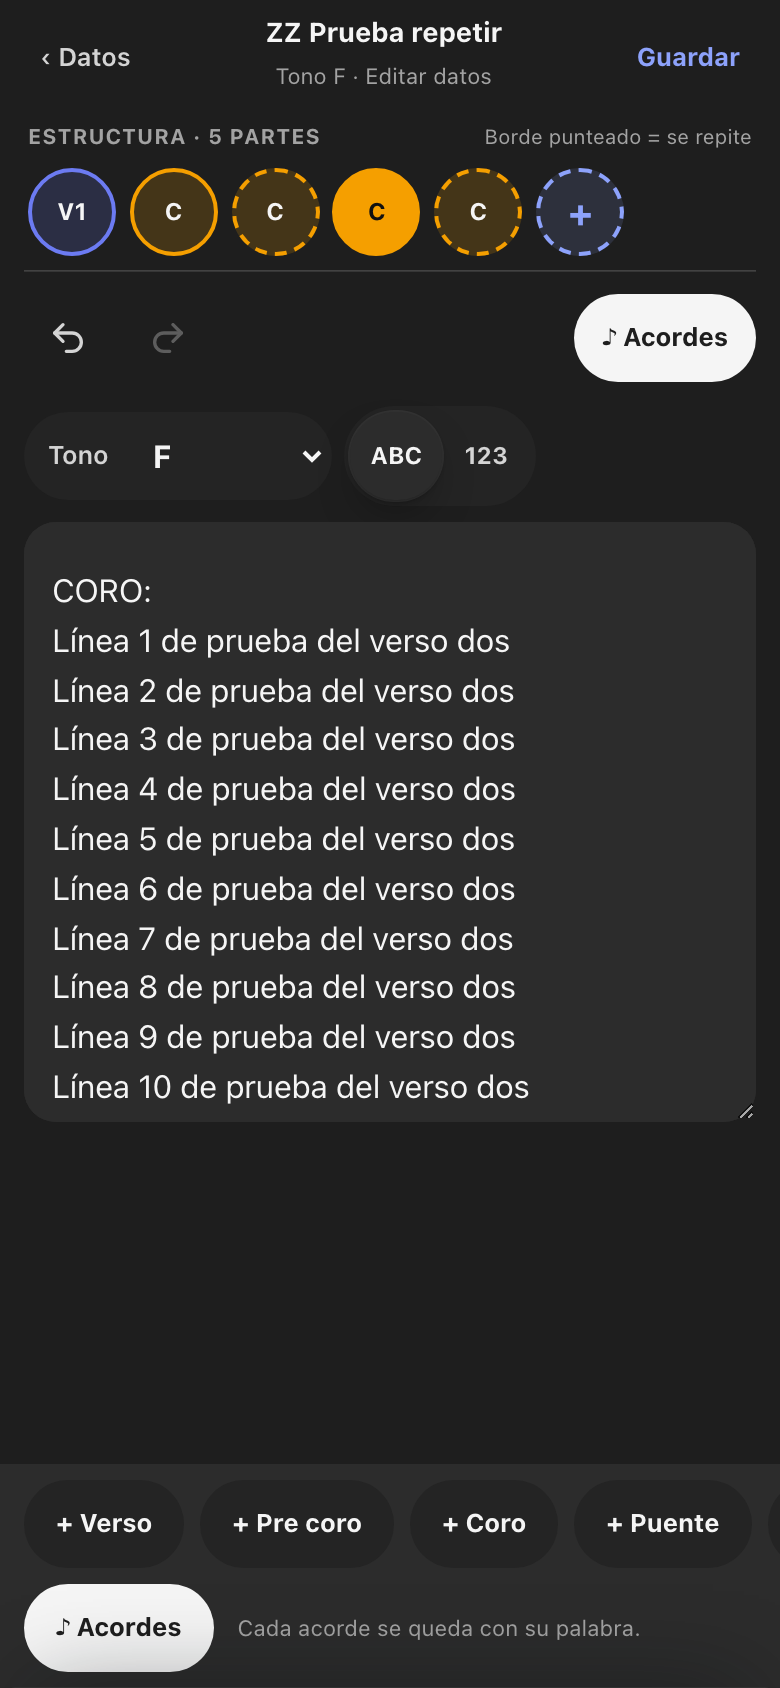 ‹ Datos
ZZ Prueba repetir
Tono F · Editar datos
Guardar
ESTRUCTURA · 5 PARTES
Borde punteado = se repite
V1 C C C C +
♪ Acordes
Tono F
ABC 123
CORO:
Línea 1 de prueba del verso dos
Línea 2 de prueba del verso dos
Línea 3 de prueba del verso dos
Línea 4 de prueba del verso dos
Línea 5 de prueba del verso dos
Línea 6 de prueba del verso dos
Línea 7 de prueba del verso dos
Línea 8 de prueba del verso dos
Línea 9 de prueba del verso dos
Línea 10 de prueba del verso dos
+ Verso + Pre coro + Coro + Puente
♪ Acordes
Cada acorde se queda con su palabra.